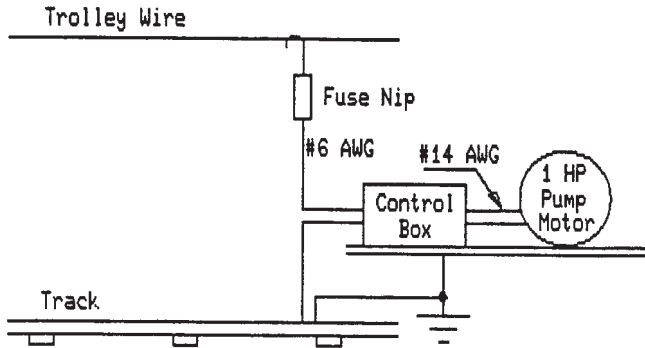 Trolley Wire
Fuse Nip
#6 AWG
#14 AWG
1 HP
Pump
Motor
Control
Box
Track